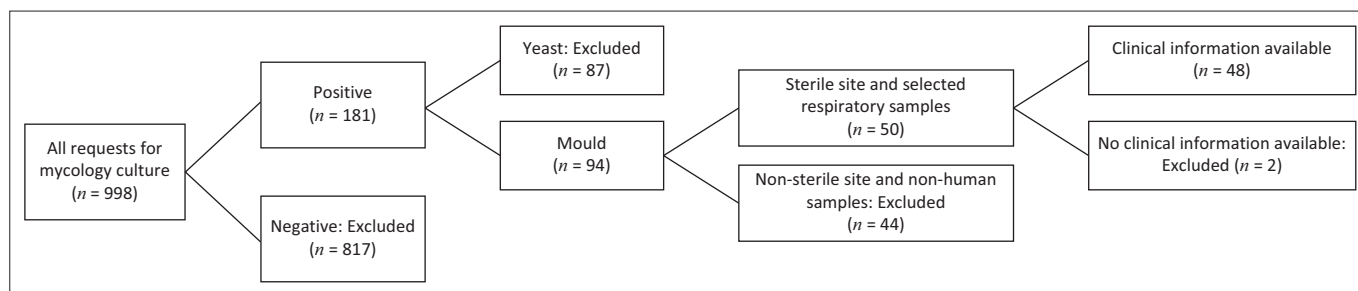 All requests for
mycology culture
(n = 998)
Positive
(n = 181)
Negative: Excluded
(n = 817)
Yeast: Excluded
(n = 87)
Mould
(n = 94)
Sterile site and selected
respiratory samples
(n = 50)
Non-sterile site and non-human
samples: Excluded
(n = 44)
Clinical information available
(n = 48)
No clinical information available:
Excluded (n = 2)